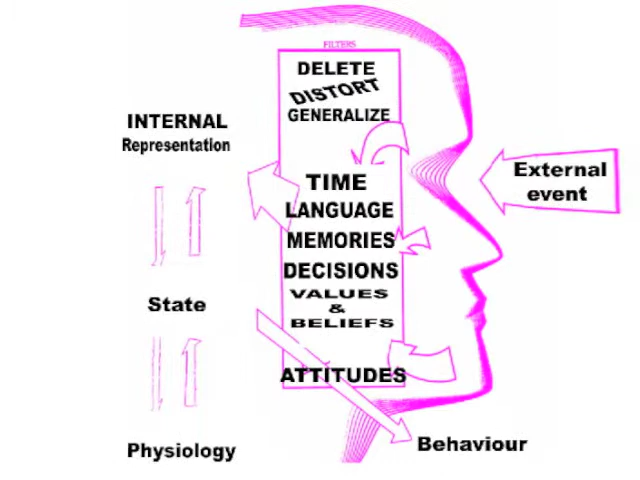 FILTERS
DELETE
DISTORT
GENERALIZE
INTERNAL
Representation
TIME
LANGUAGE
MEMORIES
DECISIONS
VALUES
&
BELIEFS
ATTITUDES
External
event
State
Physiology
Behaviour